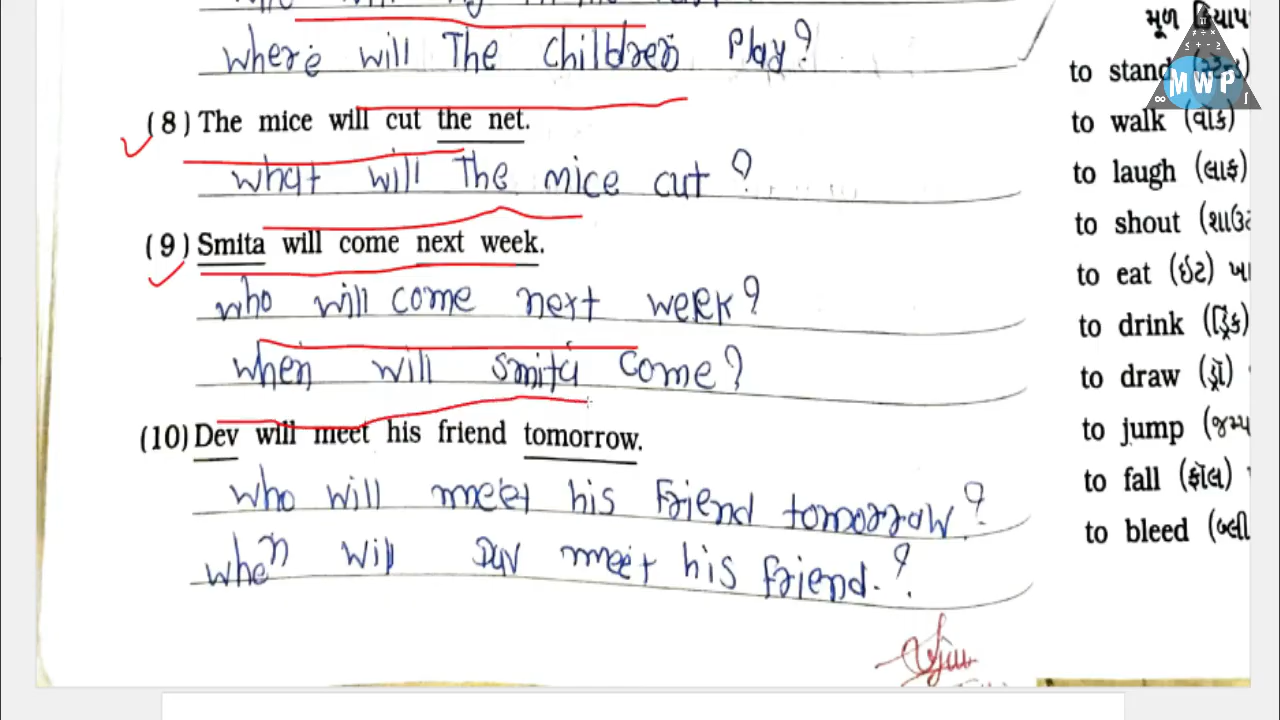 where will The children Play?
(8) The mice will cut the net.
what will The mice cut ?
(9) Smita will come next week.
who will come next week?
when will Smita come?
(10) Dev will meet his friend tomorrow.
who will meet his friend tomorrow.?
when will Dev meet his friend.?
મૂળ ક્રિયાપ
to stand (સ્ટેન્ડ)
to walk (વૉક)
to laugh (લાફ)
to shout (શાઉટ
to eat (ઇટ) ખા
to drink (ડ્રિંક)
to draw (ડ્રૉ)
to jump (જમ્પ
to fall (ફૉલ)
to bleed (બ્લી
MWP